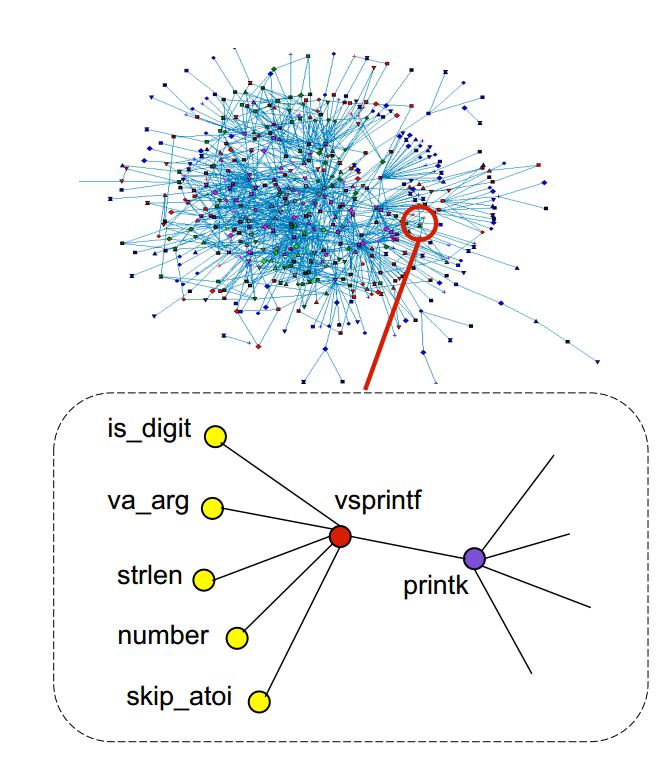 is_digit
va_arg
vsprintf
strlen
printk
number
skip_atoi